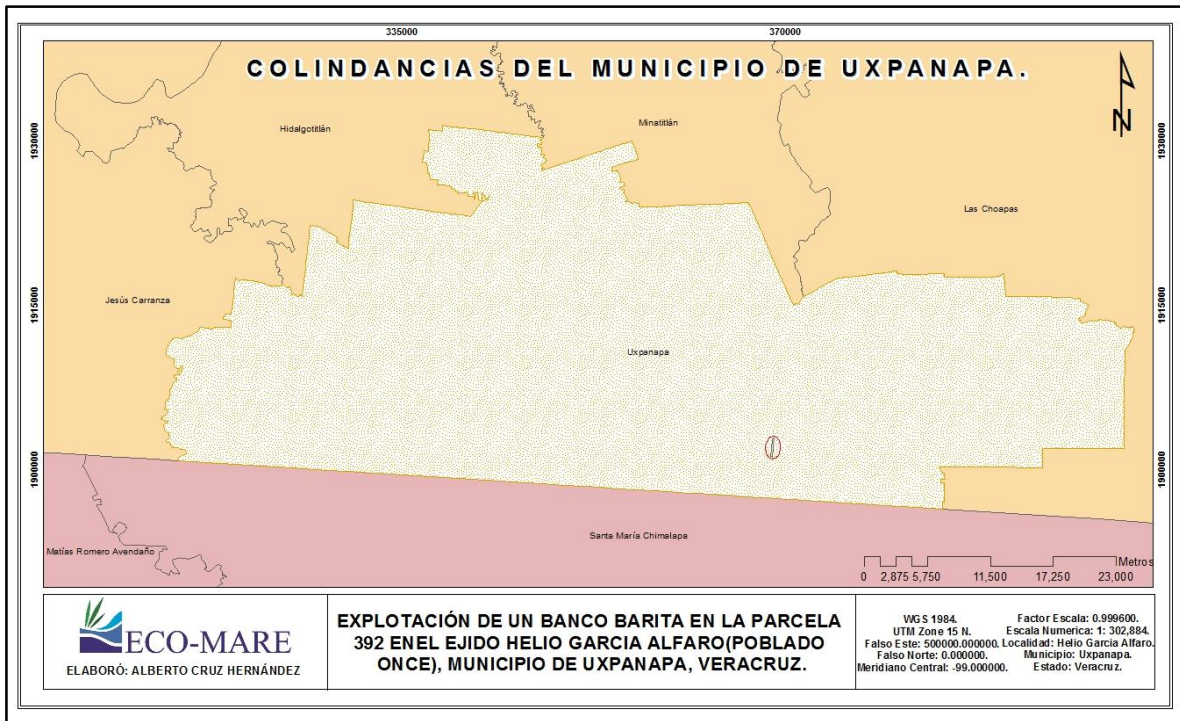 335000 370000
COLINDANCIAS DEL MUNICIPIO DE UXPANAPA.
N
Hidalgotitlán
Minatitlán
1930000 1930000
Las Choapas
Jesús Carranza
1915000 1915000
Uxpanapa
1900000 1900000
Santa María Chimalapa
Matías Romero Avendaño
Metros
0 2,875 5,750 11,500 17,250 23,000
ECO-MARE
ELABORÓ: ALBERTO CRUZ HERNÁNDEZ
EXPLOTACIÓN DE UN BANCO BARITA EN LA PARCELA
392 ENEL EJIDO HELIO GARCIA ALFARO(POBLADO
ONCE), MUNICIPIO DE UXPANAPA, VERACRUZ.
WGS 1984.
UTM Zone 15 N.
Falso Este: 500000.000000.
Falso Norte: 0.000000.
Meridiano Central: -99.000000.
Factor Escala: 0.999600.
Escala Numerica: 1: 302,884.
Localidad: Helio Garcia Alfaro.
Municipio: Uxpanapa.
Estado: Veracruz.